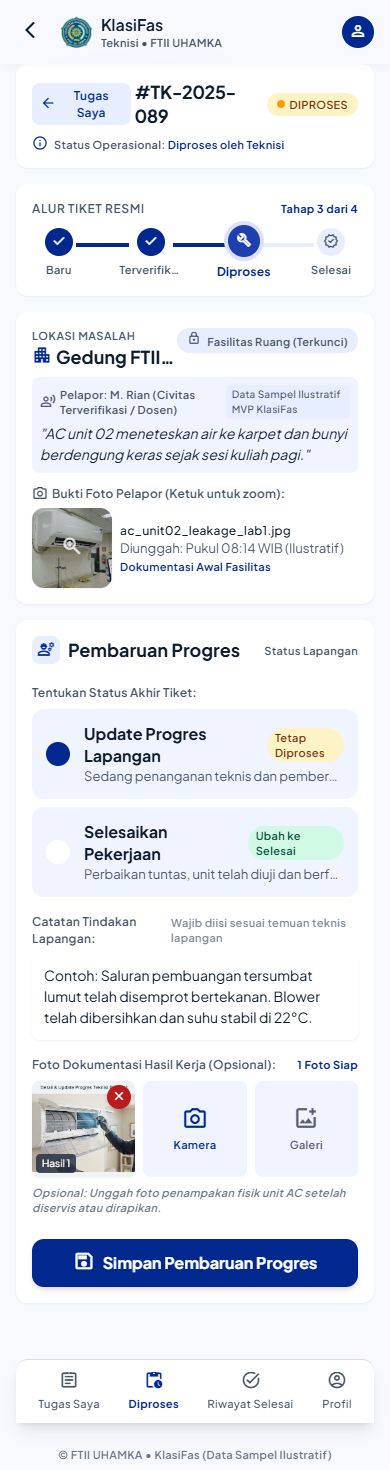 KlasiFas
Teknisi • FTII UHAMKA
Tugas
Saya
#TK-2025-
089
DIPROSES
Status Operasional: Diproses oleh Teknisi
ALUR TIKET RESMI
Tahap 3 dari 4
Baru
Terverifik...
Diproses
Selesai
LOKASI MASALAH
Gedung FTII...
Fasilitas Ruang (Terkunci)
Pelapor: M. Rian (Civitas
Terverifikasi / Dosen)
Data Sampel Ilustratif
MVP KlasiFas
"AC unit 02 meneteskan air ke karpet dan bunyi
berdengung keras sejak sesi kuliah pagi."
Bukti Foto Pelapor (Ketuk untuk zoom):
ac_unit02_leakage_lab1.jpg
Diunggah: Pukul 08:14 WIB (Ilustratif)
Dokumentasi Awal Fasilitas
Pembaruan Progres
Status Lapangan
Tentukan Status Akhir Tiket:
Update Progres
Lapangan
Tetap
Diproses
Sedang penanganan teknis dan pember...
Selesaikan
Pekerjaan
Ubah ke
Selesai
Perbaikan tuntas, unit telah diuji dan berf...
Catatan Tindakan
Lapangan:
Wajib diisi sesuai temuan teknis
lapangan
Contoh: Saluran pembuangan tersumbat
lumut telah disemprot bertekanan. Blower
telah dibersihkan dan suhu stabil di 22°C.
Foto Dokumentasi Hasil Kerja (Opsional):
1 Foto Siap
Detail & Update Progres Teknisi
Hasil 1
Kamera
Galeri
Opsional: Unggah foto penampakan fisik unit AC setelah
diservis atau dirapikan.
Simpan Pembaruan Progres
Tugas Saya
Diproses
Riwayat Selesai
Profil
© FTII UHAMKA • KlasiFas (Data Sampel Ilustratif)